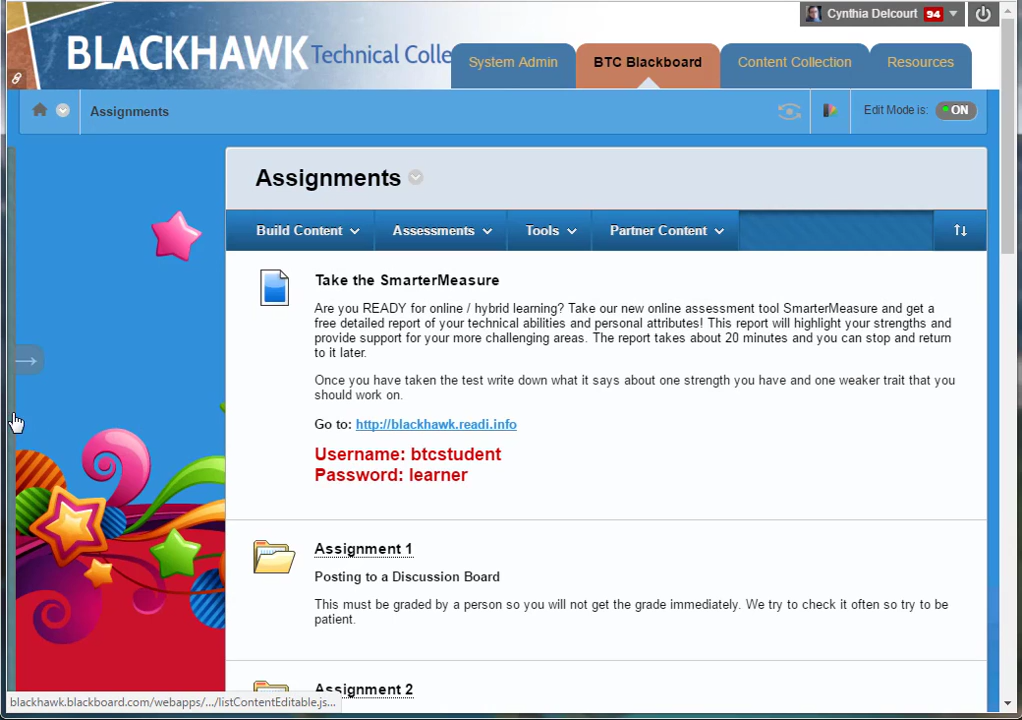 Cynthia Delcourt 94
BLACKHAWK Technical Colle
System Admin
BTC Blackboard
Content Collection
Resources
Assignments
Edit Mode is: ON
Assignments
Build Content
Assessments
Tools
Partner Content
Take the SmarterMeasure
Are you READY for online / hybrid learning? Take our new online assessment tool SmarterMeasure and get a
free detailed report of your technical abilities and personal attributes! This report will highlight your strengths and
provide support for your more challenging areas. The report takes about 20 minutes and you can stop and return
to it later.
Once you have taken the test write down what it says about one strength you have and one weaker trait that you
should work on.
Go to: http://blackhawk.readi.info
Username: btcstudent
Password: learner
Assignment 1
Posting to a Discussion Board
This must be graded by a person so you will not get the grade immediately. We try to check it often so try to be
patient.
Assignment 2
blackhawk.blackboard.com/webapps/.../listContentEditable.js...